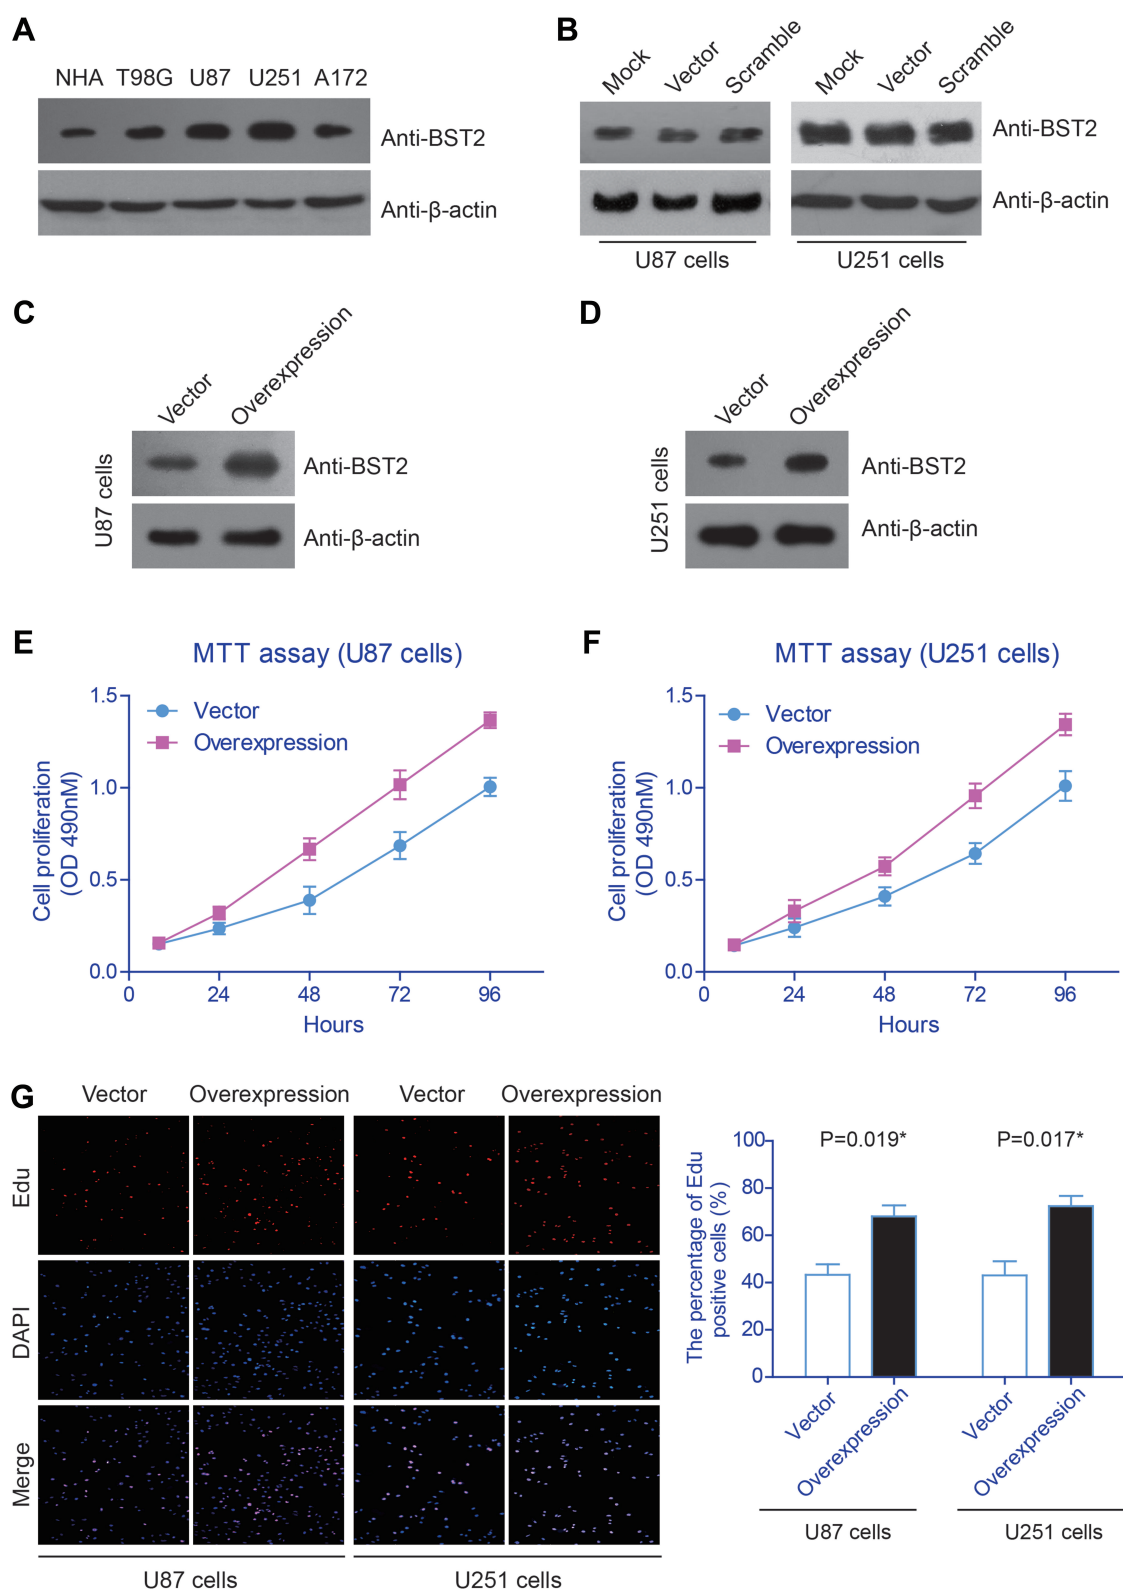 A
NHA T98G U87 U251 A172
Anti-BST2
Anti-β-actin
B
Mock Vector Scramble Mock Vector Scramble
Anti-BST2
Anti-β-actin
U87 cells U251 cells
C
Vector Overexpression
U87 cells
Anti-BST2
Anti-β-actin
D
Vector Overexpression
U251 cells
Anti-BST2
Anti-β-actin
E
MTT assay (U87 cells)
Vector
Overexpression
Cell proliferation
(OD 490nM)
1.5
1.0
0.5
0.0
0 24 48 72 96
Hours
F
MTT assay (U251 cells)
Vector
Overexpression
Cell proliferation
(OD 490nM)
1.5
1.0
0.5
0.0
0 24 48 72 96
Hours
G
Vector Overexpression Vector Overexpression
Edu
DAPI
Merge
U87 cells U251 cells
The percentage of Edu
positive cells (%)
100
80
60
40
20
0
P=0.019* P=0.017*
Vector Overexpression Vector Overexpression
U87 cells U251 cells